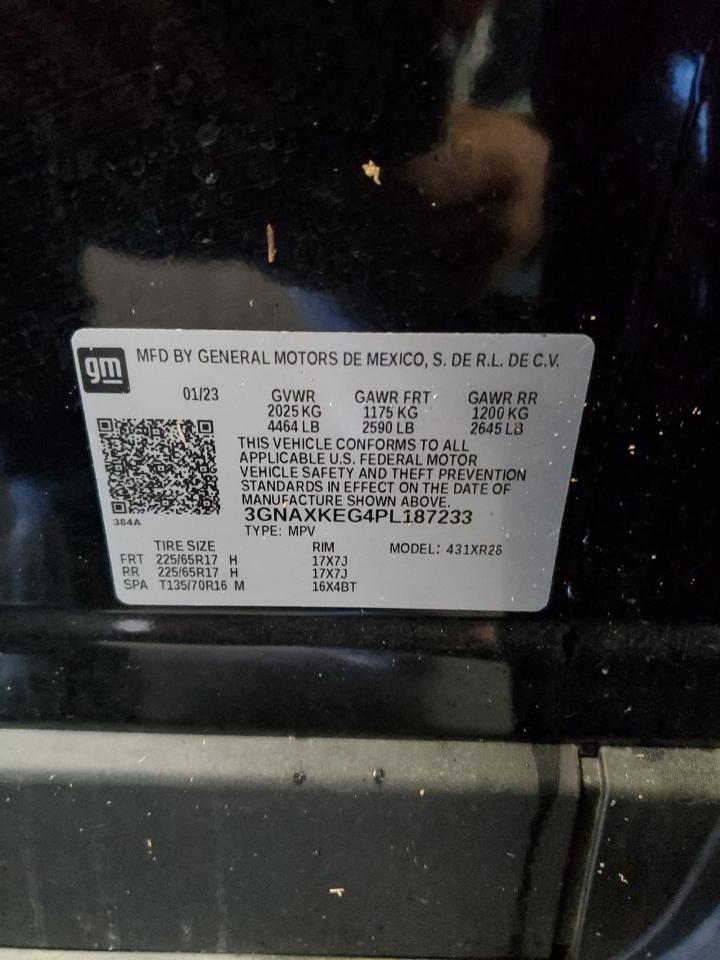 gm MFD BY GENERAL MOTORS DE MEXICO, S. DE R.L. DE C.V.
01/23 GVWR GAWR FRT GAWR RR
2025 KG 1175 KG 1200 KG
4464 LB 2590 LB 2645 LB
THIS VEHICLE CONFORMS TO ALL
APPLICABLE U.S. FEDERAL MOTOR
VEHICLE SAFETY AND THEFT PREVENTION
STANDARDS IN EFFECT ON THE DATE OF
MANUFACTURE SHOWN ABOVE.
384A
3GNAXKEG4PL187233
TYPE: MPV
TIRE SIZE RIM MODEL: 431XR26
FRT 225/65R17 H 17X7J
RR 225/65R17 H 17X7J
SPA T135/70R16 M 16X4BT